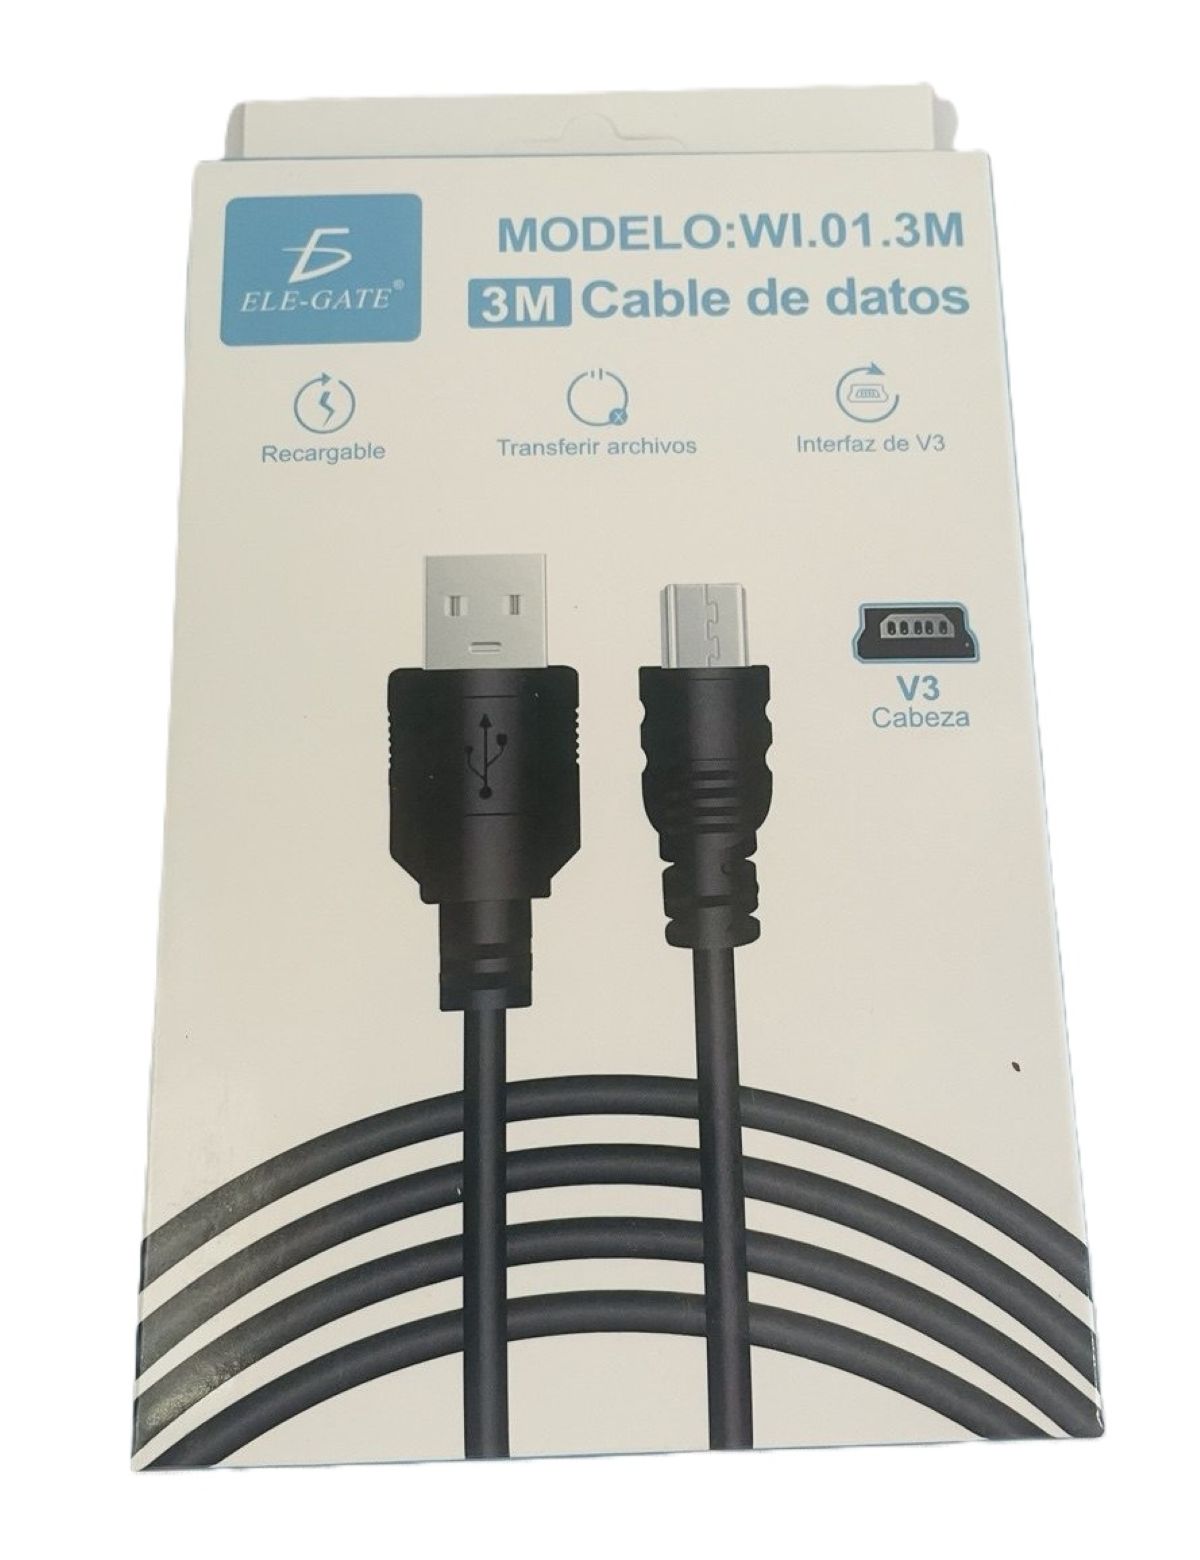 ELE-GATE®
MODELO:WI.01.3M
3M Cable de datos
Recargable
Transferir archivos
Interfaz de V3
V3
Cabeza